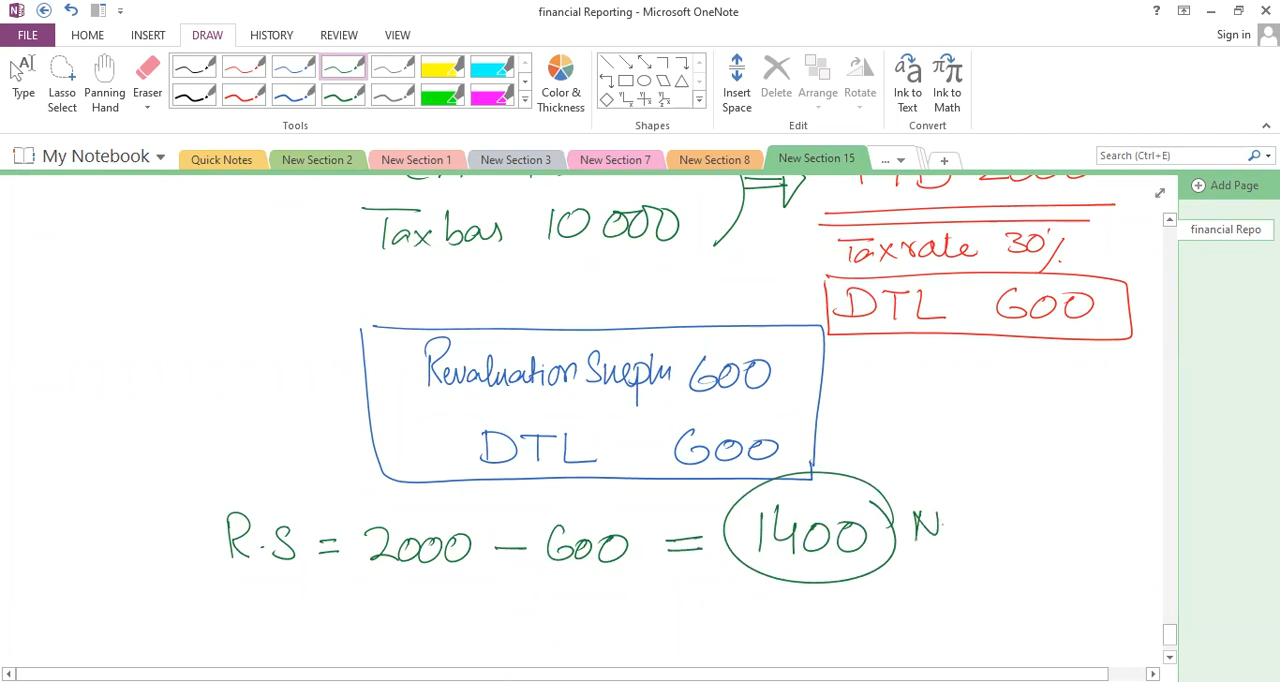 financial Reporting - Microsoft OneNote
?
Sign in
FILE HOME INSERT DRAW HISTORY REVIEW VIEW
Type
Lasso Select
Panning Hand
Eraser
Color & Thickness
Insert Space
Delete
Arrange
Rotate
Ink to Text
Ink to Math
Tools Shapes Edit Convert
My Notebook Quick Notes New Section 2 New Section 1 New Section 3 New Section 7 New Section 8 New Section 15 ... + Search (Ctrl+E)
Add Page
financial Repo
Tax bas 10 000
Tax rate 30%
DTL 600
Revaluation 600
DTL 600
R.S = 2000 - 600 = 1400 N.